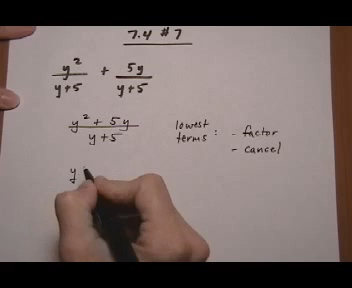 7.4 #7
y² + 5y
y+5 y+5
y² + 5y
y+5
lowest terms : - factor
- cancel
y